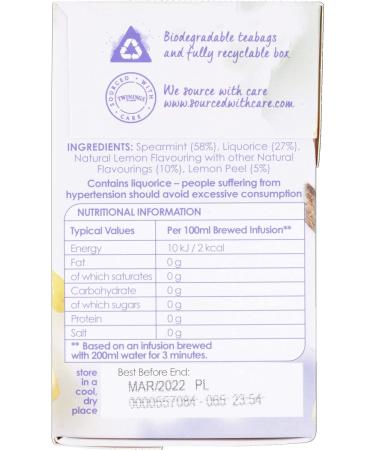 Biodegradable teabags
and fully recyclable box
SOURCED WITH CARE
TWININGS
We source with care
www.sourcedwithcare.com
INGREDIENTS: Spearmint (58%), Liquorice (27%),
Natural Lemon Flavouring with other Natural
Flavourings (10%), Lemon Peel (5%)
Contains liquorice – people suffering from
hypertension should avoid excessive consumption
NUTRITIONAL INFORMATION
Typical Values Per 100ml Brewed Infusion**
Energy 10 kJ / 2 kcal
Fat 0 g
of which saturates 0 g
Carbohydrate 0 g
of which sugars 0 g
Protein 0 g
Salt 0 g
** Based on an infusion brewed
with 200ml water for 3 minutes.
store
in a
cool,
dry
place
Best Before End:
MAR/2022 PL
0000557084 - 065 23:54